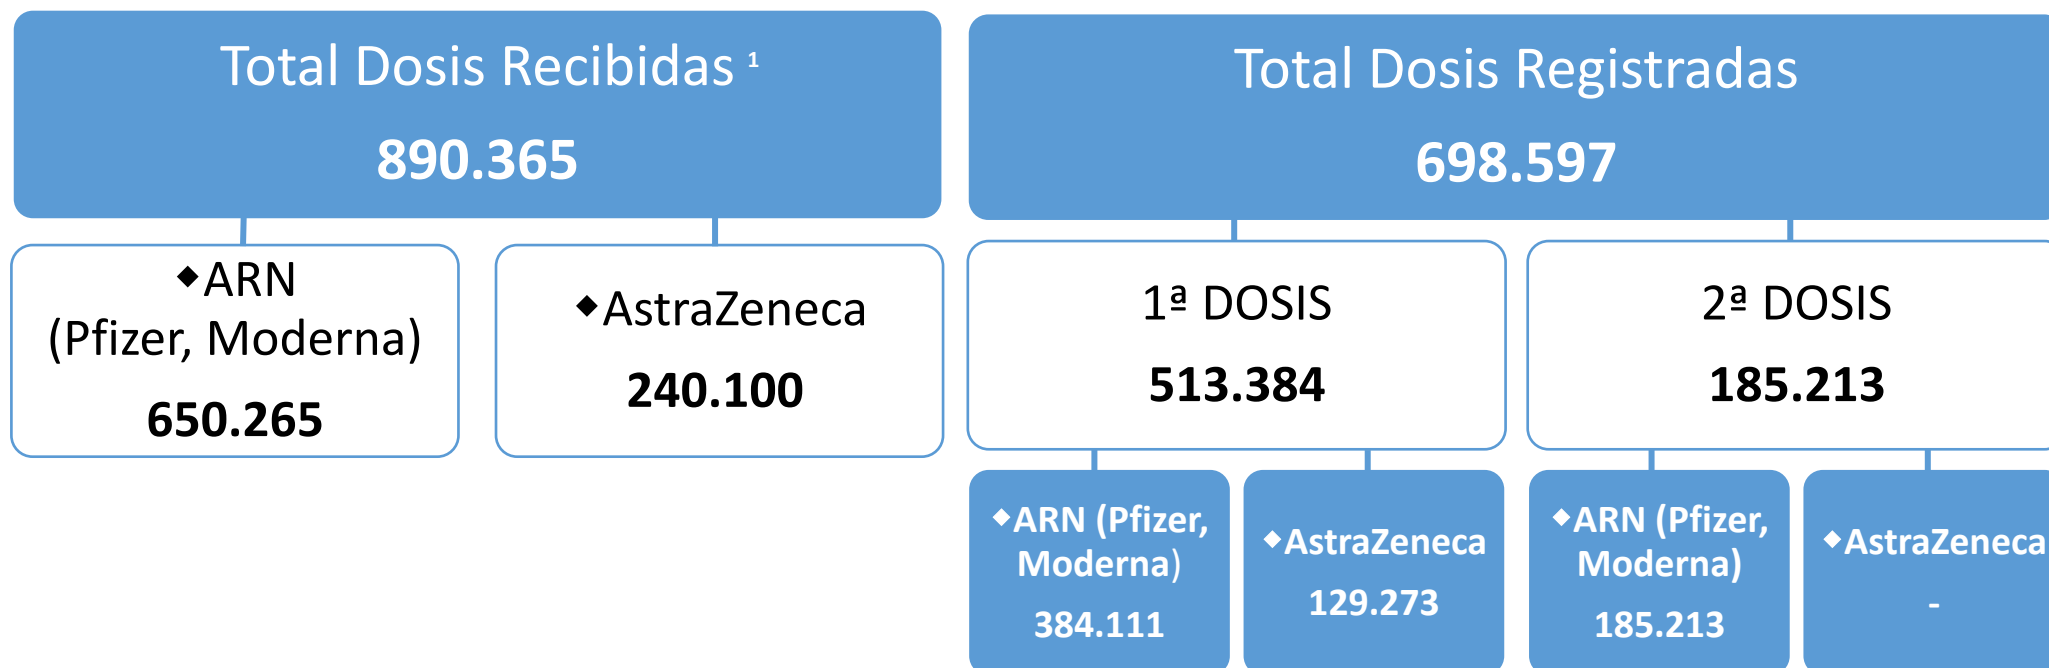 Total Dosis Recibidas ¹
890.365
◆ARN
(Pfizer, Moderna)
650.265
◆AstraZeneca
240.100
Total Dosis Registradas
698.597
1ª DOSIS
513.384
◆ARN (Pfizer,
Moderna)
384.111
◆AstraZeneca
129.273
2ª DOSIS
185.213
◆ARN (Pfizer,
Moderna)
185.213
◆AstraZeneca
-